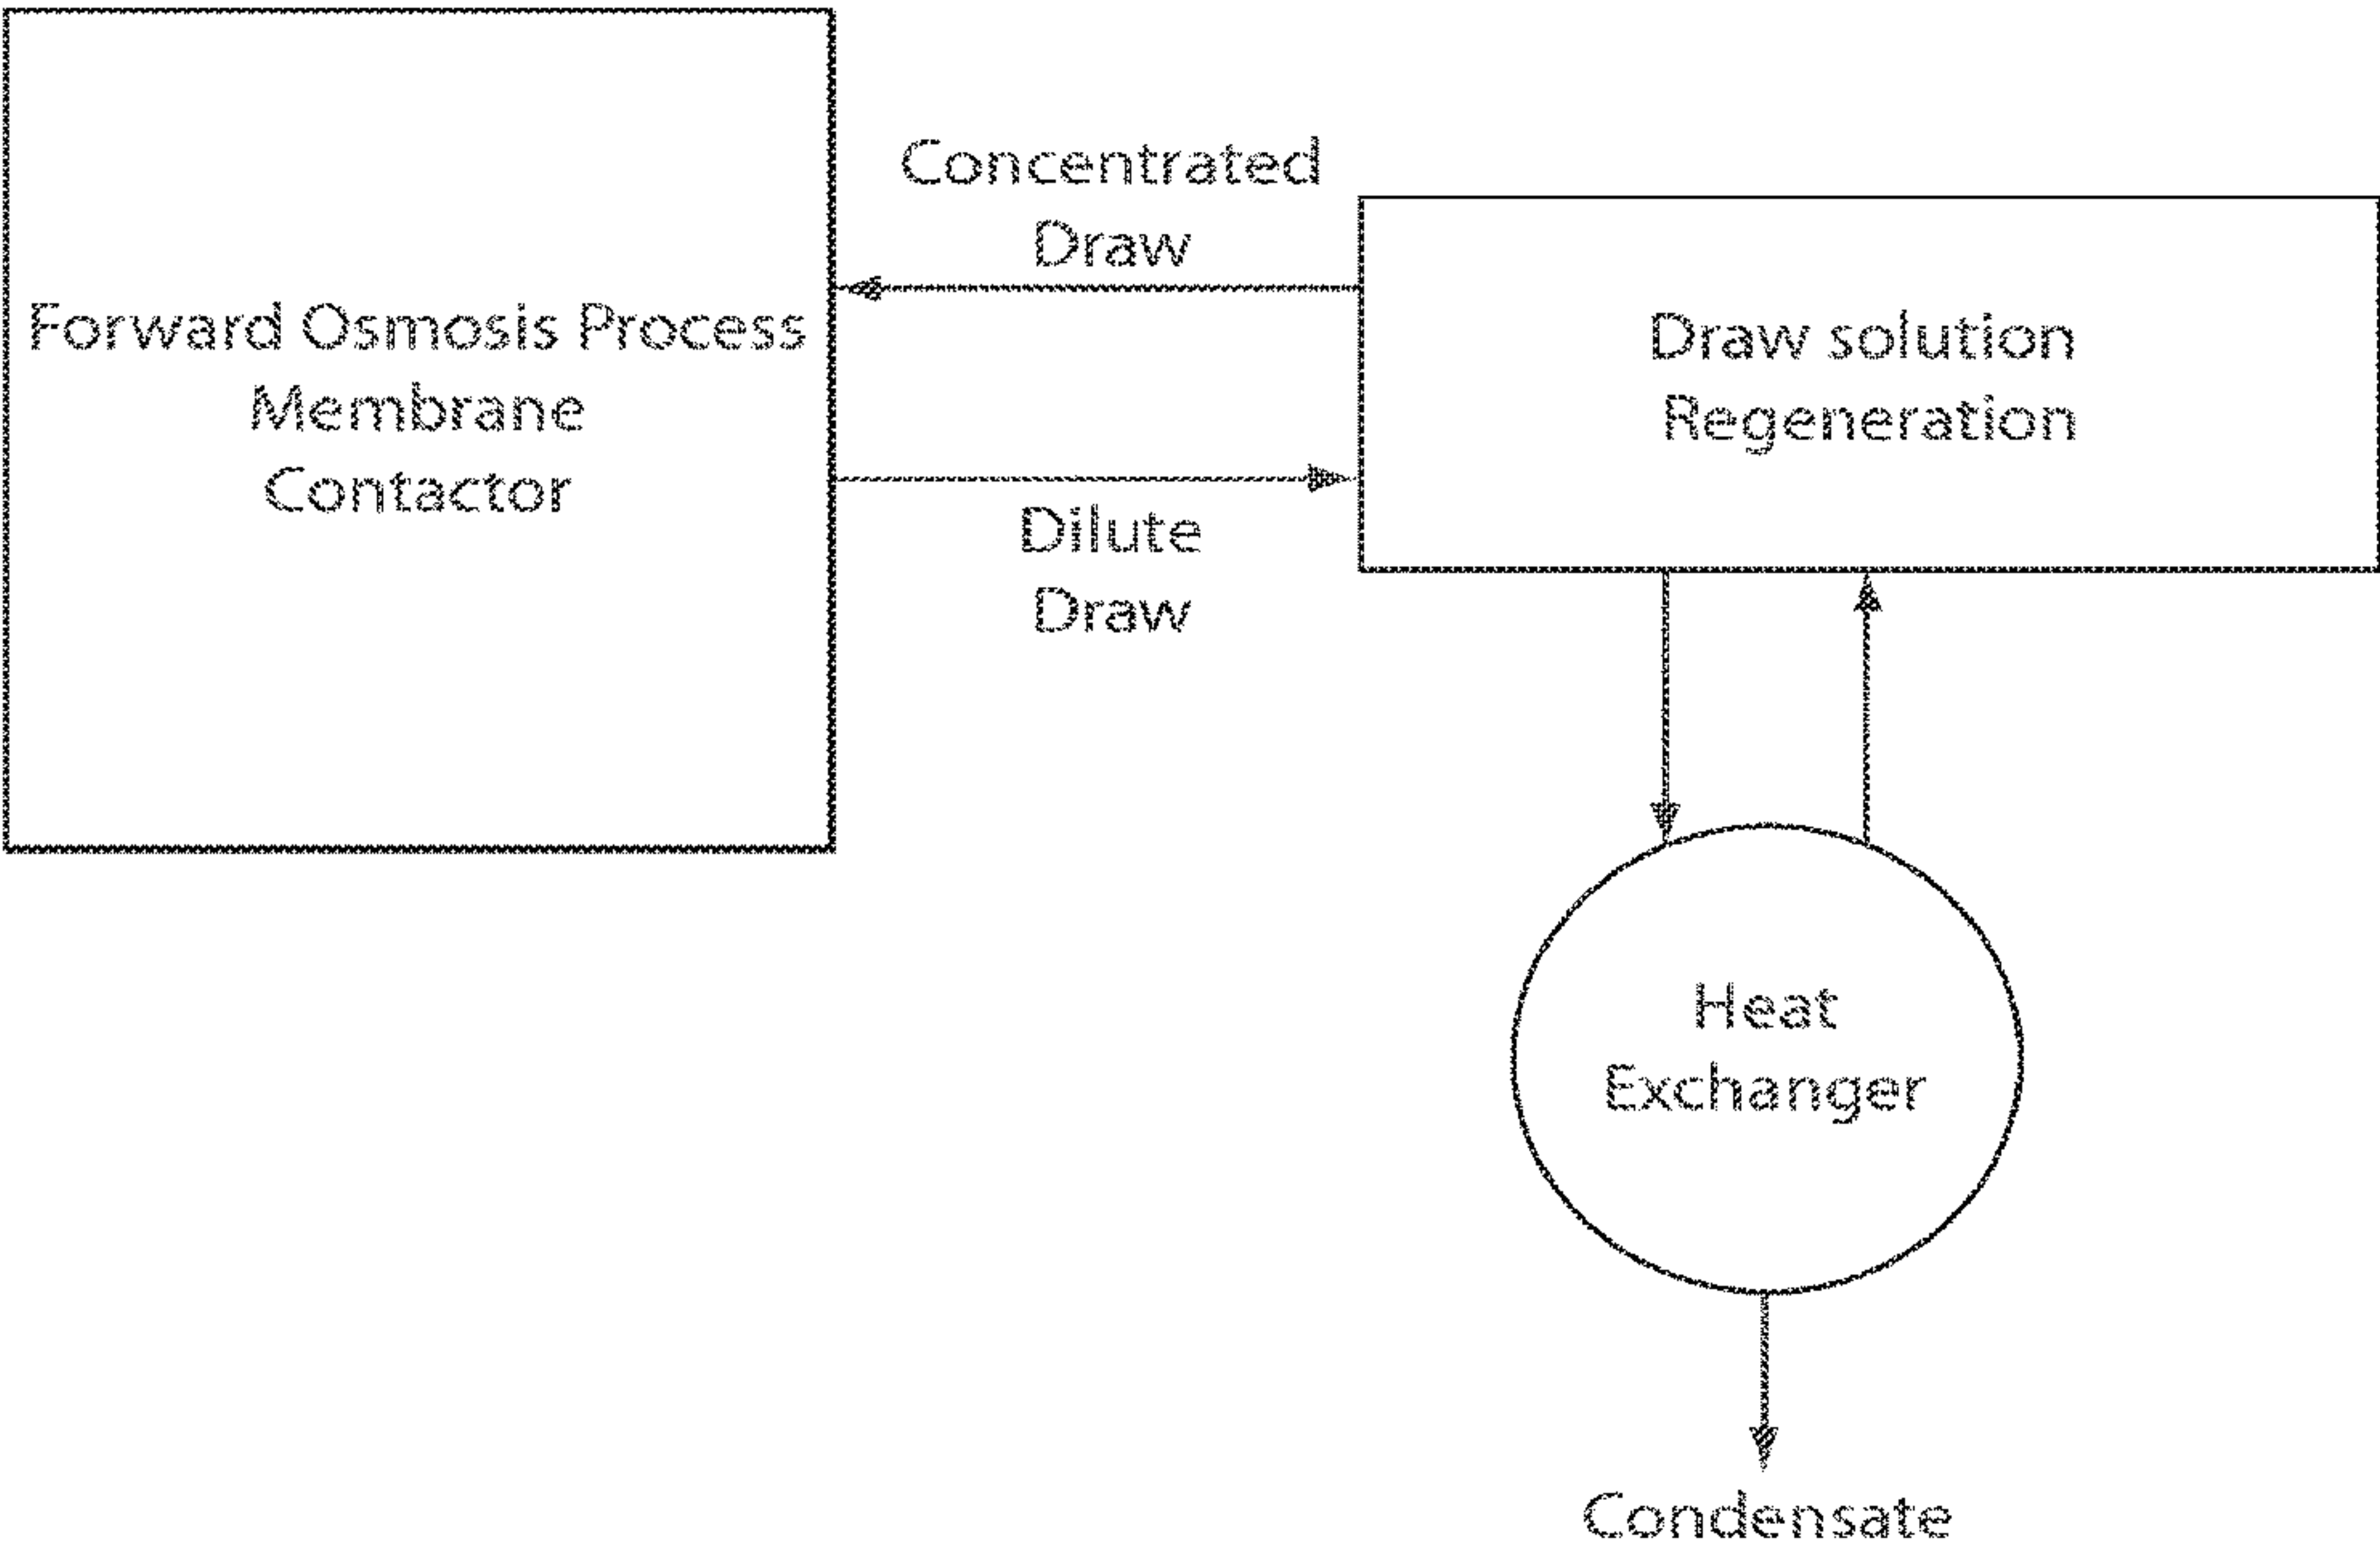 Forward Osmosis Process
Membrane
Contactor
Concentrated
Draw
Dilute
Draw
Draw solution
Regeneration
Heat
Exchanger
Condensate